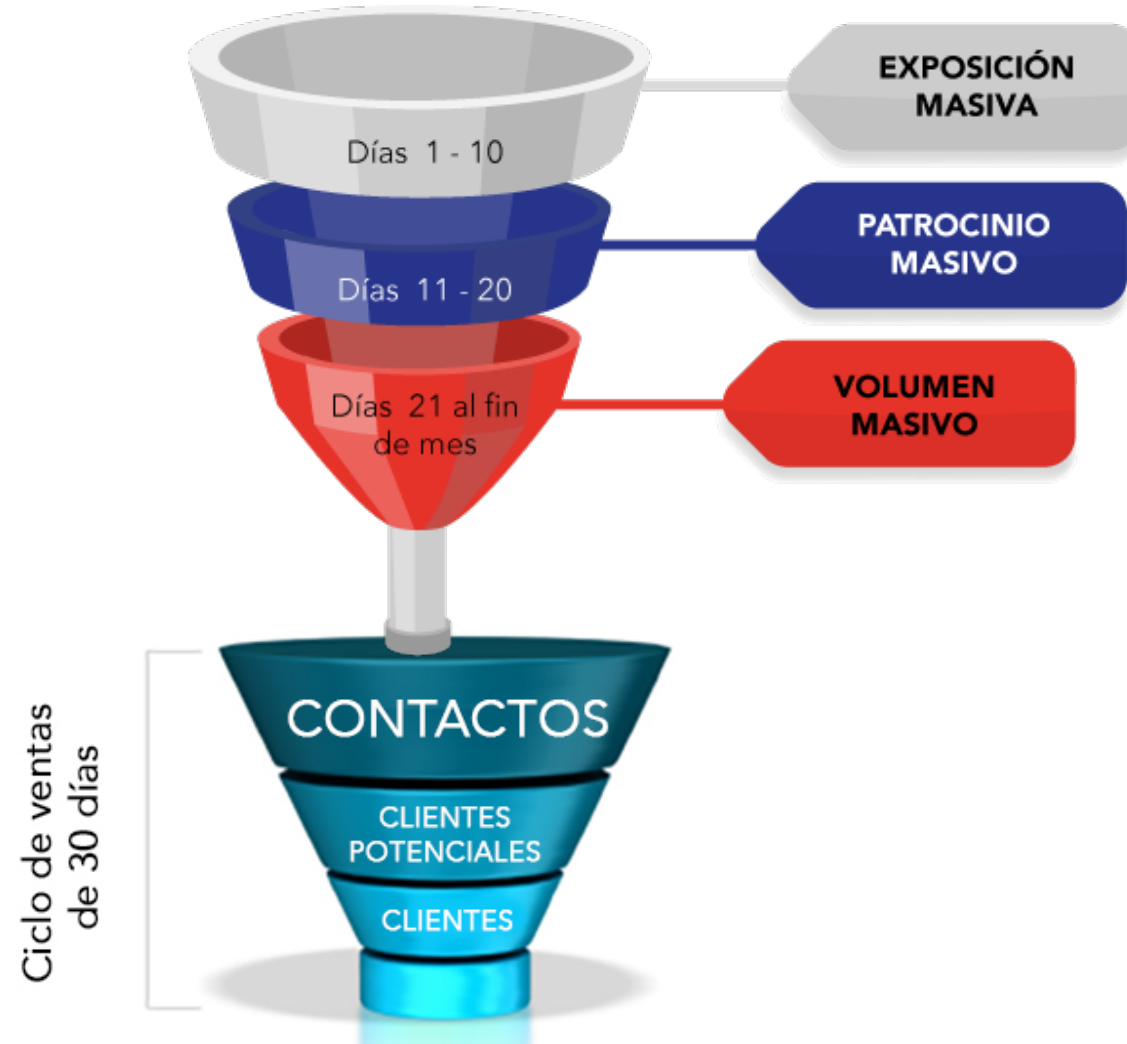 EXPOSICIÓN
MASIVA
Días 1 - 10
PATROCINIO
MASIVO
Días 11 - 20
VOLUMEN
MASIVO
Días 21 al fin
de mes
Ciclo de ventas
de 30 días
CONTACTOS
CLIENTES
POTENCIALES
CLIENTES